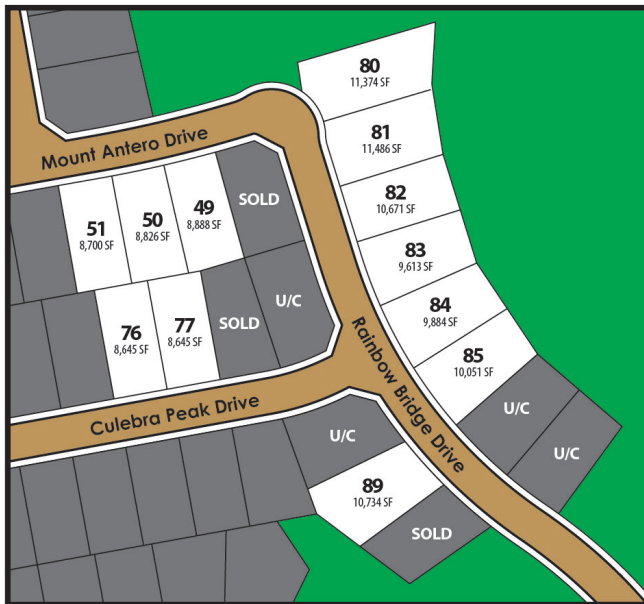 80
11,374 SF
81
11,486 SF
Mount Antero Drive
82
10,671 SF
49
8,888 SF
SOLD
50
8,826 SF
51
8,700 SF
83
9,613 SF
84
9,884 SF
U/C
77
8,645 SF
76
8,645 SF
SOLD
85
10,051 SF
Rainbow Bridge Drive
Culebra Peak Drive
U/C
U/C
U/C
89
10,734 SF
SOLD